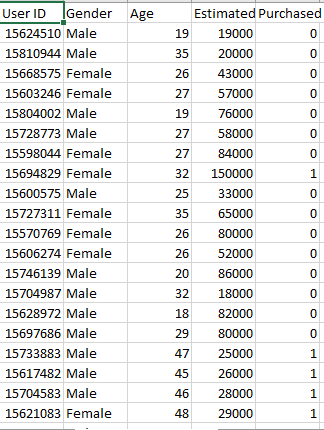 User ID Gender Age Estimated Purchased
15624510 Male 19 19000 0
15810944 Male 35 20000 0
15668575 Female 26 43000 0
15603246 Female 27 57000 0
15804002 Male 19 76000 0
15728773 Male 27 58000 0
15598044 Female 27 84000 0
15694829 Female 32 150000 1
15600575 Male 25 33000 0
15727311 Female 35 65000 0
15570769 Female 26 80000 0
15606274 Female 26 52000 0
15746139 Male 20 86000 0
15704987 Male 32 18000 0
15628972 Male 18 82000 0
15697686 Male 29 80000 0
15733883 Male 47 25000 1
15617482 Male 45 26000 1
15704583 Male 46 28000 1
15621083 Female 48 29000 1